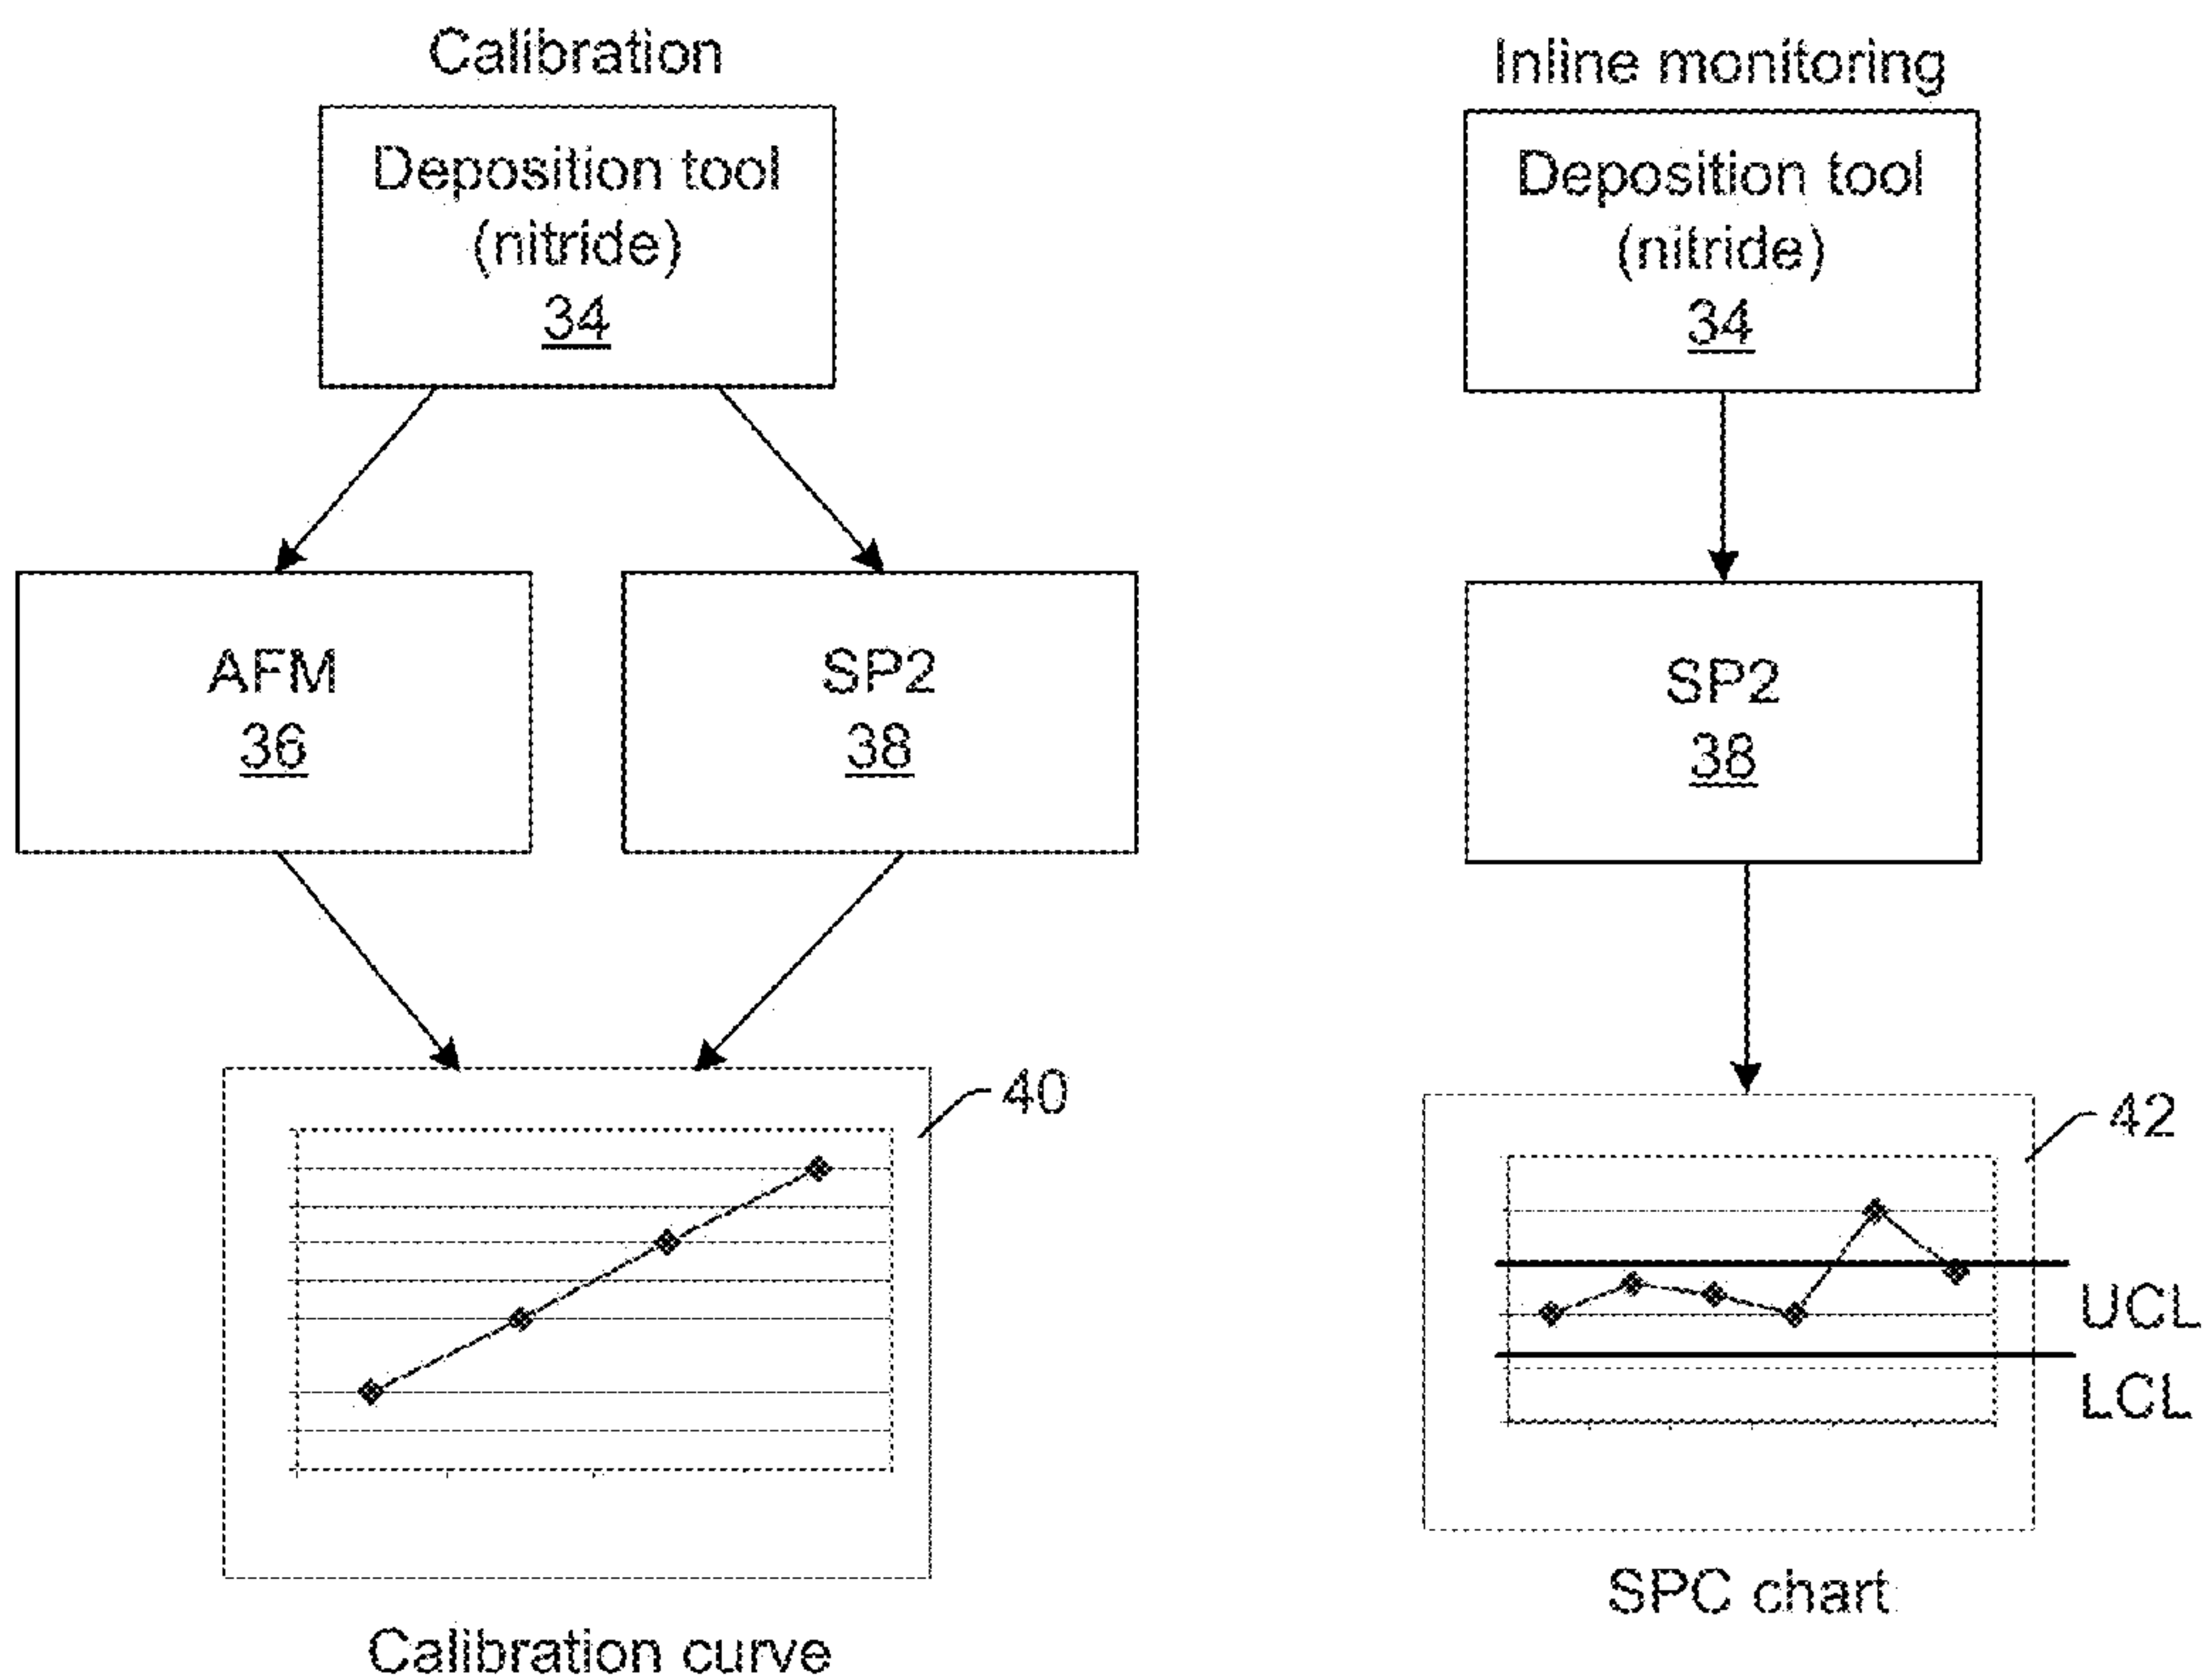 Calibration
Deposition tool
(nitride)
34
AFM
36
SP2
38
40
Calibration curve
Inline monitoring
Deposition tool
(nitride)
34
SP2
38
42
UCL
LCL
SPC chart